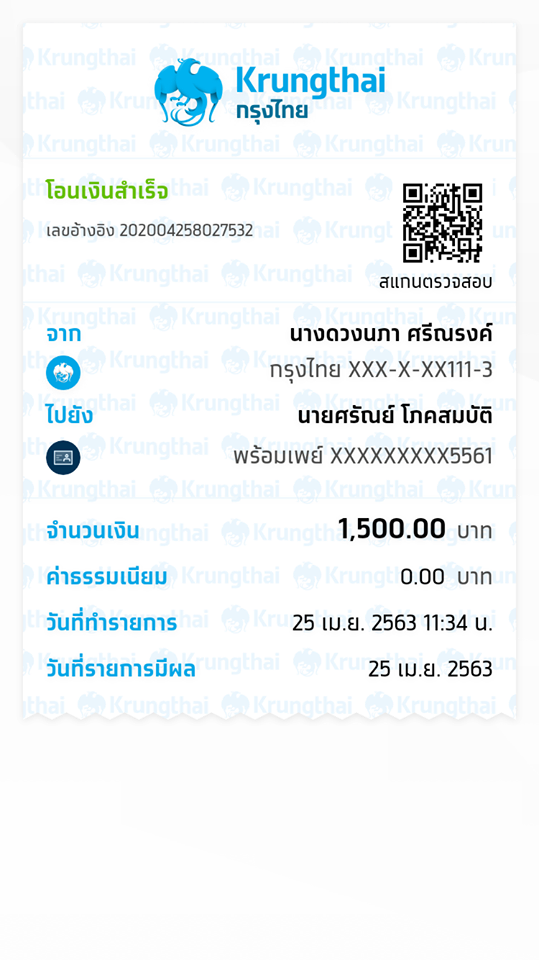 Krungthai
กรุงไทย
โอนเงินสำเร็จ
เลขอ้างอิง 202004258027532
สแกนตรวจสอบ
จาก นางดวงนภา ศรีณรงค์
กรุงไทย XXX-X-XX111-3
ไปยัง นายศรัณย์ โภคสมบัติ
พร้อมเพย์ XXXXXXXXX5561
จำนวนเงิน 1,500.00 บาท
ค่าธรรมเนียม 0.00 บาท
วันที่ทำรายการ 25 เม.ย. 2563 11:34 น.
วันที่รายการมีผล 25 เม.ย. 2563